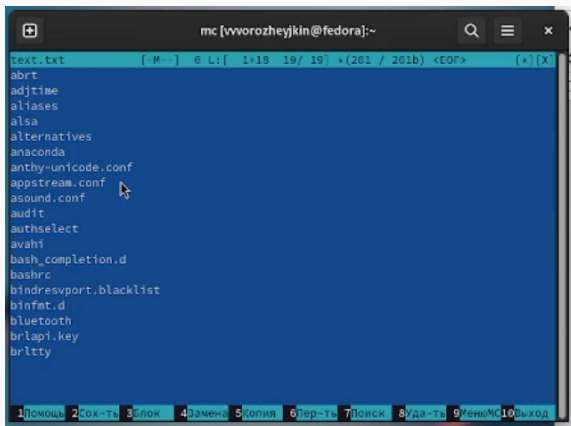 mc [vvvorozheyjkin@fedora]:~
text.txt [-M--] 6 L:[ 1+18 19/ 19] *(201 / 201b) <EOF> [*][X]
abrt
adjtime
aliases
alsa
alternatives
anaconda
anthy-unicode.conf
appstream.conf
asound.conf
audit
authselect
avahi
bash_completion.d
bashrc
bindresvport.blacklist
binfmt.d
bluetooth
brlapi.key
brltty
1Помощь 2Сох-ть 3Блок 4Замена 5Копия 6Пер-ть 7Поиск 8Уда-ть 9МенюMC 10Выход